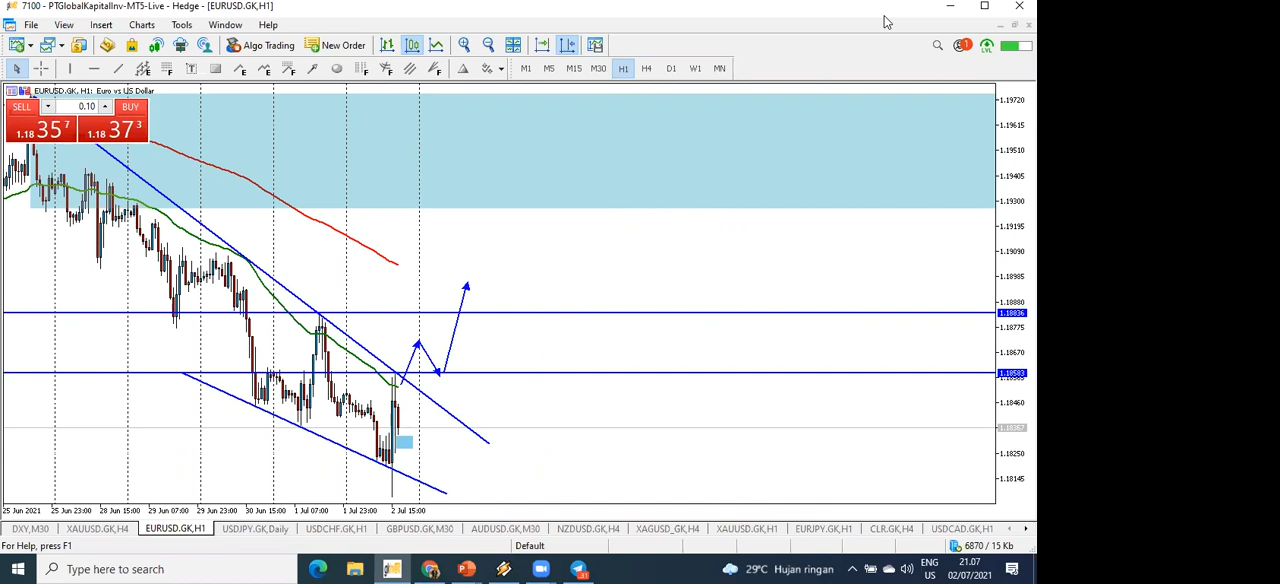 7100 - PTGlobalKapitalInv-MT5-Live - Hedge - [EURUSD.GK,H1]
File View Insert Charts Tools Window Help
Algo Trading New Order
1
LVL
E F T E E F F F F
M1 M5 M15 M30 H1 H4 D1 W1 MN
EURUSD.GK, H1: Euro vs US Dollar
SELL 0.10 BUY
1.18 35 7 1.18 37 3
1.19720
1.19615
1.19510
1.19405
1.19300
1.19195
1.19090
1.18985
1.18880
1.18836
1.18775
1.18670
1.18583
1.18460
1.18357
1.18250
1.18145
25 Jun 2021 25 Jun 23:00 28 Jun 15:00 29 Jun 07:00 29 Jun 23:00 30 Jun 15:00 1 Jul 07:00 1 Jul 23:00 2 Jul 15:00
DXY,M30 XAUUSD.GK,H4 EURUSD.GK,H1 USDJPY.GK,Daily USDCHF.GK,H1 GBPUSD.GK,M30 AUDUSD.GK,M30 NZDUSD.GK,H4 XAGUSD_GK,H4 XAUUSD.GK,H1 EURJPY.GK,H1 CLR.GK,H4 USDCAD.GK,H1
For Help, press F1 Default 6870 / 15 Kb
Type here to search 29°C Hujan ringan ENG US 21.07 02/07/2021